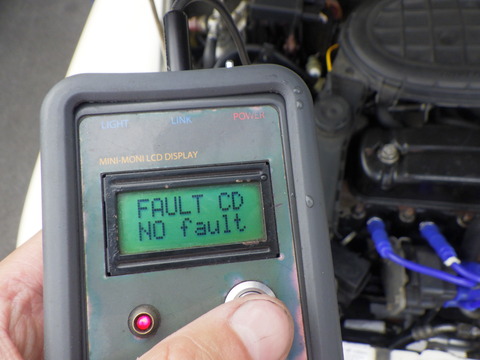 LIGHT LINK POWER
MINI-MONI-LCD DISPLAY
FAULT CD
NO fault